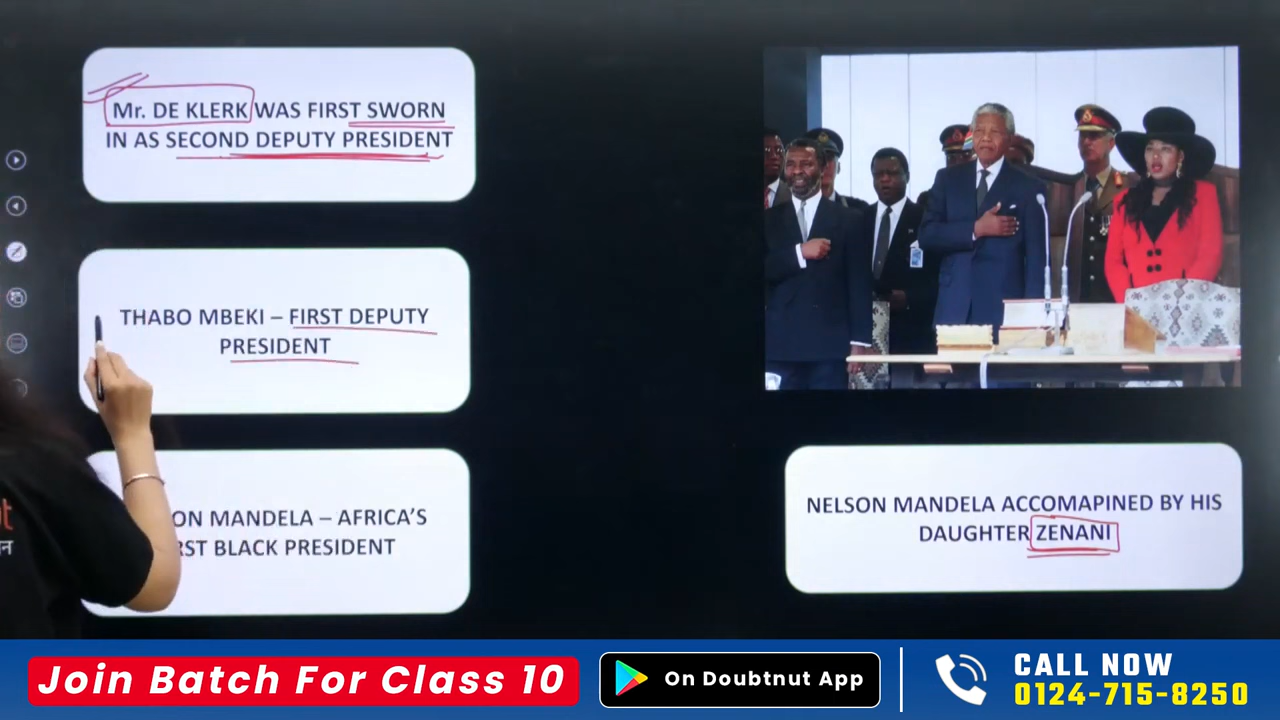 Mr. DE KLERK WAS FIRST SWORN
IN AS SECOND DEPUTY PRESIDENT
THABO MBEKI – FIRST DEPUTY
PRESIDENT
ON MANDELA – AFRICA'S
RST BLACK PRESIDENT
NELSON MANDELA ACCOMAPINED BY HIS
DAUGHTER ZENANI
Join Batch For Class 10
On Doubtnut App
CALL NOW
0124-715-8250